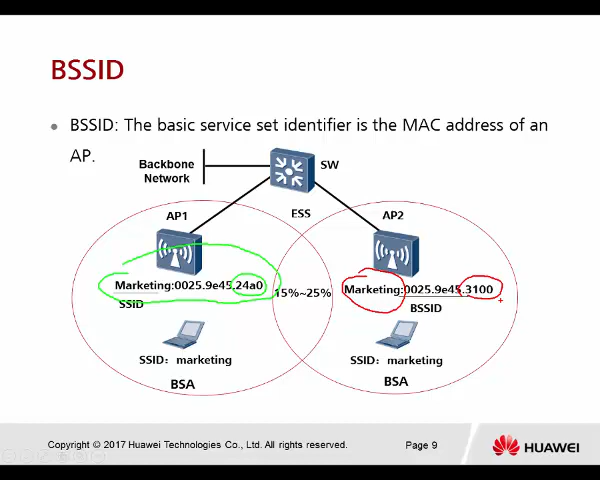 BSSID
● BSSID: The basic service set identifier is the MAC address of an
AP.
Backbone
Network
SW
AP1
ESS
AP2
Marketing:0025.9e45.24a0
SSID
15%~25%
Marketing:0025.9e45.3100
BSSID
SSID: marketing
SSID: marketing
BSA
BSA
Copyright © 2017 Huawei Technologies Co., Ltd. All rights reserved.
Page 9
HUAWEI